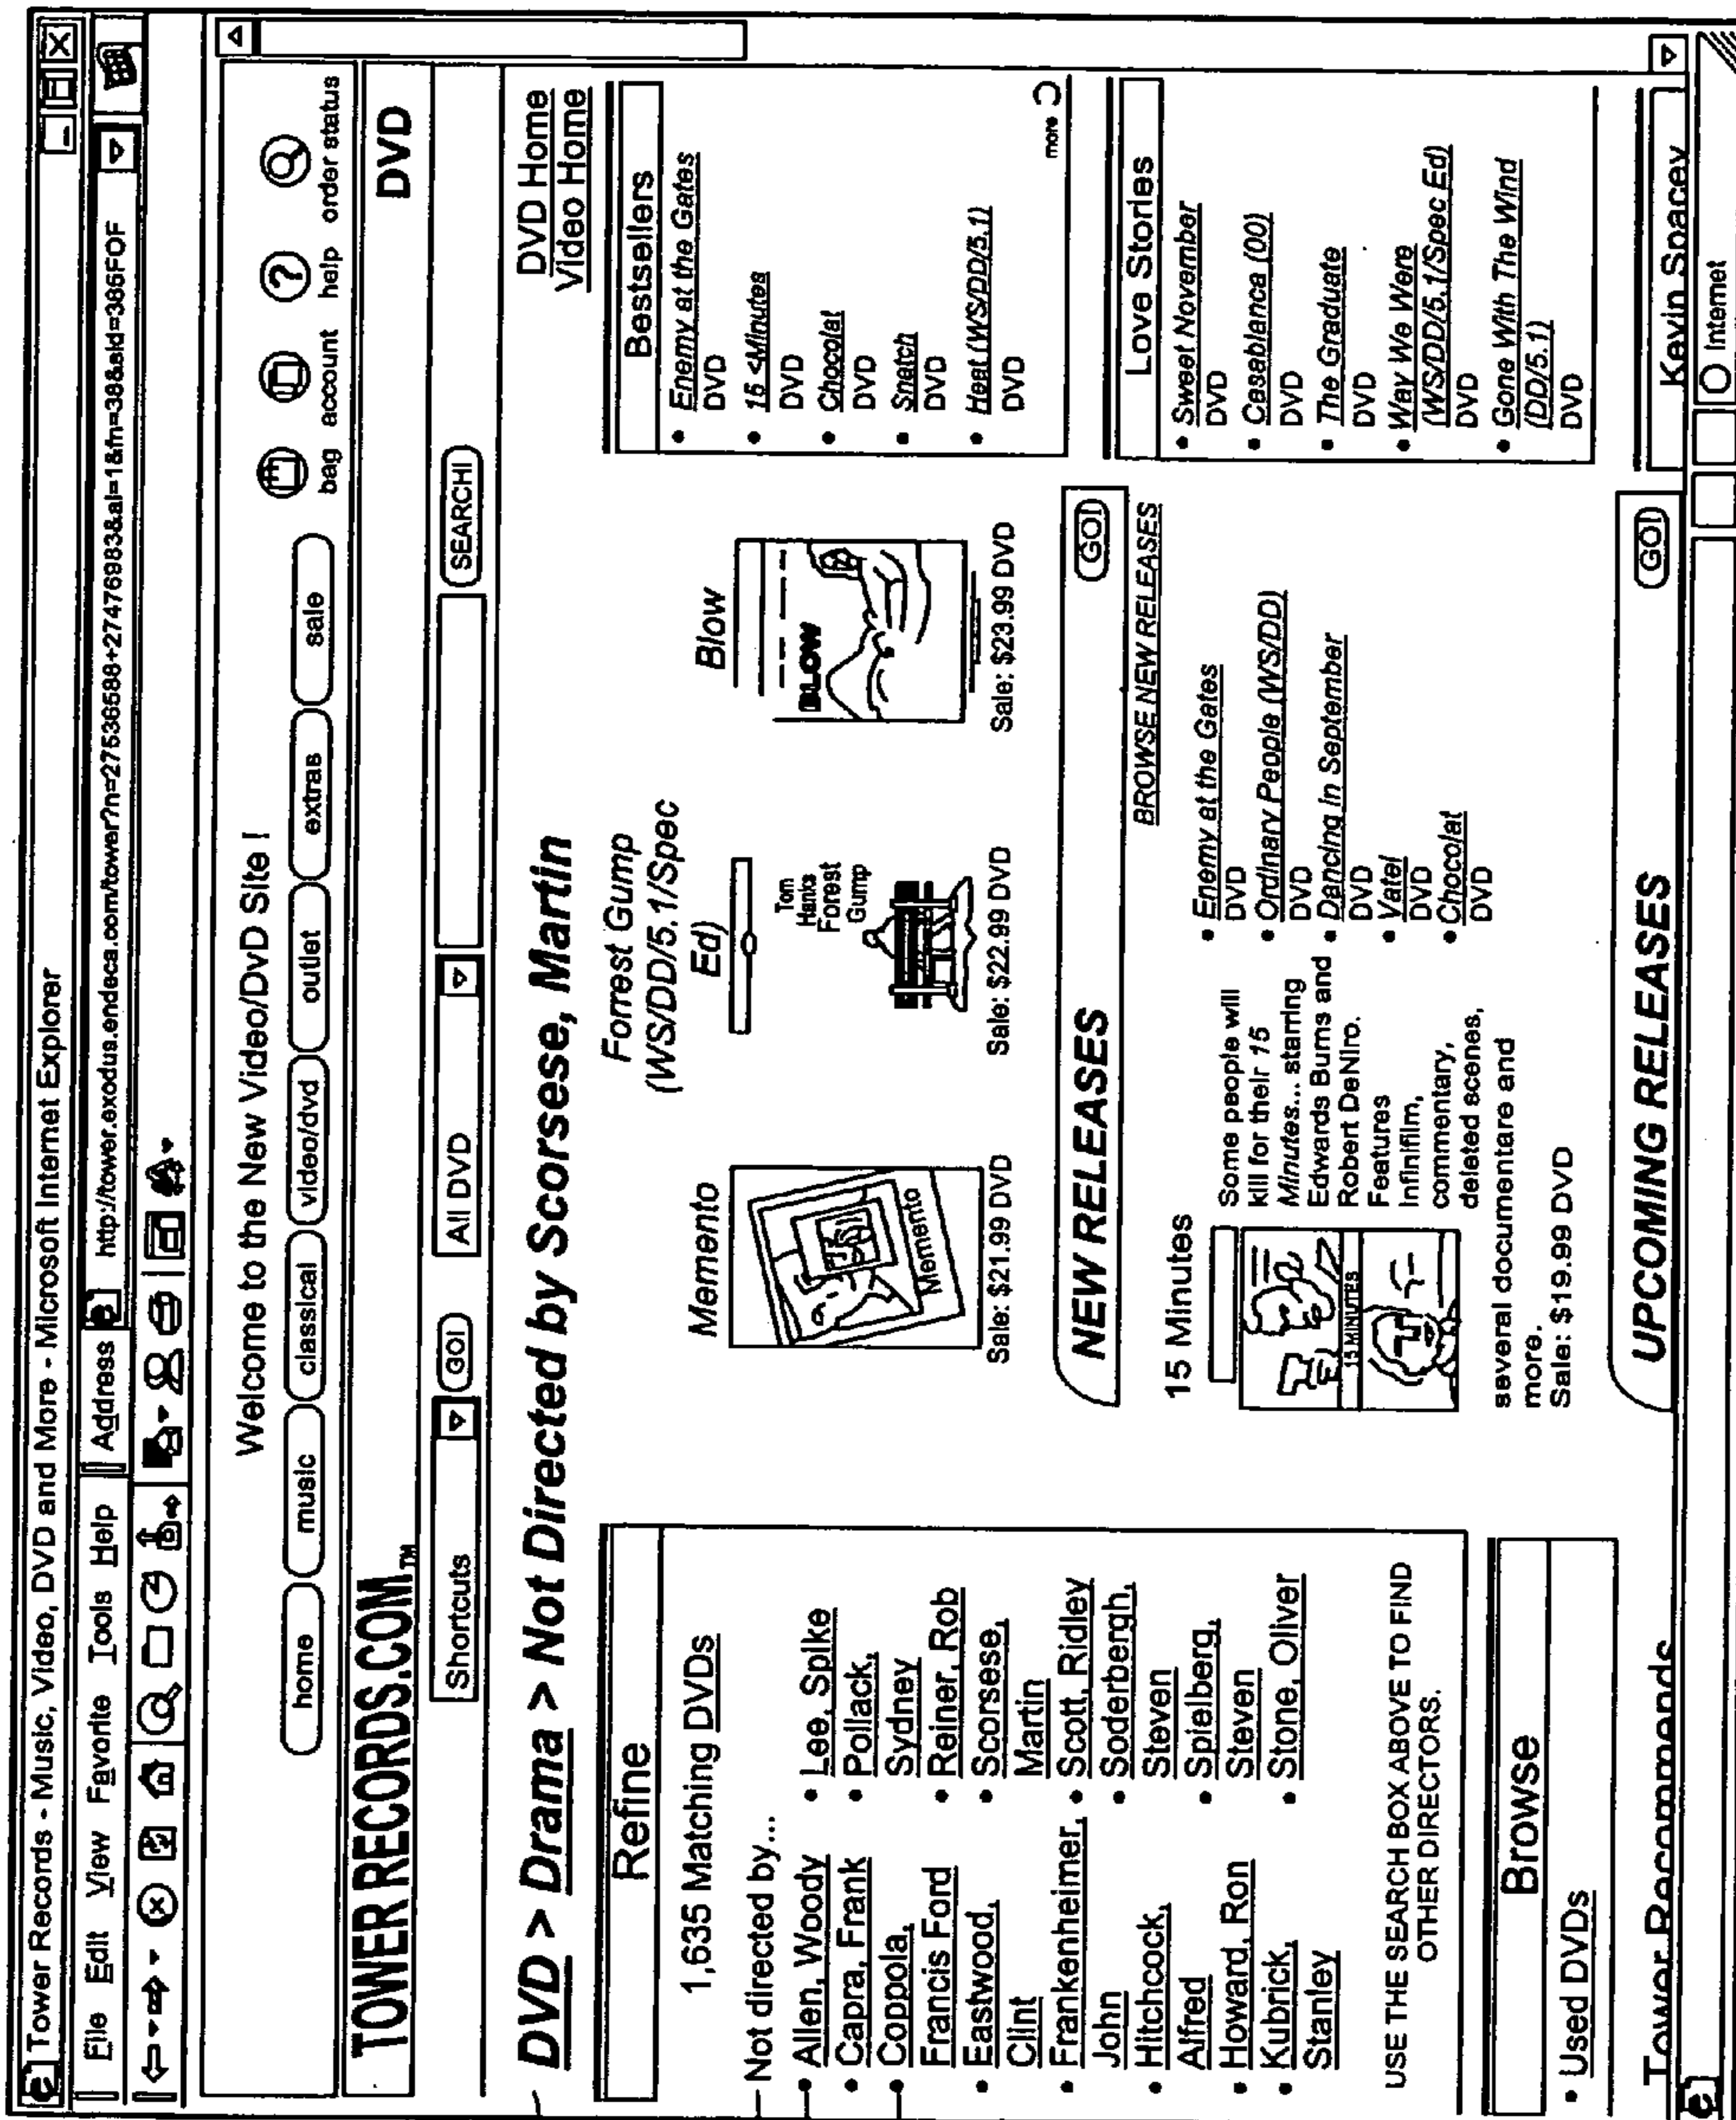 Tower Records - Music, Video, DVD and More - Microsoft Internet Explorer
File Edit View Favorite Tools Help
Address http://tower.exodus.endeca.com/tower?n=27536588+27476983&al=1&fn=38&sid=385FOF
Welcome to the New Video/DvD Site !
home music classical video/dvd outlet extras sale
bag account help order status
TOWER RECORDS.COM.™
DVD
Shortcuts GO! All DVD SEARCH!
DVD > Drama > Not Directed by Scorsese, Martin
DVD Home
Video Home
Refine
1,635 Matching DVDs
Not directed by...
• Allen, Woody
• Capra, Frank
• Coppola,
Francis Ford
• Eastwood,
Clint
• Frankenheimer,
John
• Hitchcock,
Alfred
• Howard, Ron
• Kubrick,
Stanley
• Lee, Spike
• Pollack,
Sydney
• Reiner, Rob
• Scorsese,
Martin
• Scott, Ridley
• Soderbergh,
Steven
• Spielberg,
Steven
• Stone, Oliver
USE THE SEARCH BOX ABOVE TO FIND
OTHER DIRECTORS.
Browse
• Used DVDs
Tower Recommends
Memento
Memento
Sale: $21.99 DVD
Forrest Gump
(WS/DD/5.1/Spec
Ed)
Tom
Hanks
Forest
Gump
Sale: $22.99 DVD
Blow
BLOW
Sale: $23.99 DVD
NEW RELEASES GO!
BROWSE NEW RELEASES
15 Minutes
15 MINUTES
Some people will
kill for their 15
Minutes... starring
Edwards Burns and
Robert DeNiro.
Features
Infinifilm,
commentary,
deleted scenes,
several documentare and
more.
Sale: $19.99 DVD
• Enemy at the Gates
DVD
• Ordinary People (WS/DD)
DVD
• Dancing in September
DVD
• Vatel
DVD
• Chocolat
DVD
UPCOMING RELEASES GO!
Bestsellers
• Enemy at the Gates
DVD
• 15 <Minutes
DVD
• Chocolat
DVD
• Snatch
DVD
• Heat (WS/DD/5.1)
DVD
more
Love Stories
• Sweet November
DVD
• Casablanca (00)
DVD
• The Graduate
DVD
• Way We Were
(WS/DD/5.1/Spec Ed)
DVD
• Gone With The Wind
(DD/5.1)
DVD
Kevin Spacey
Internet